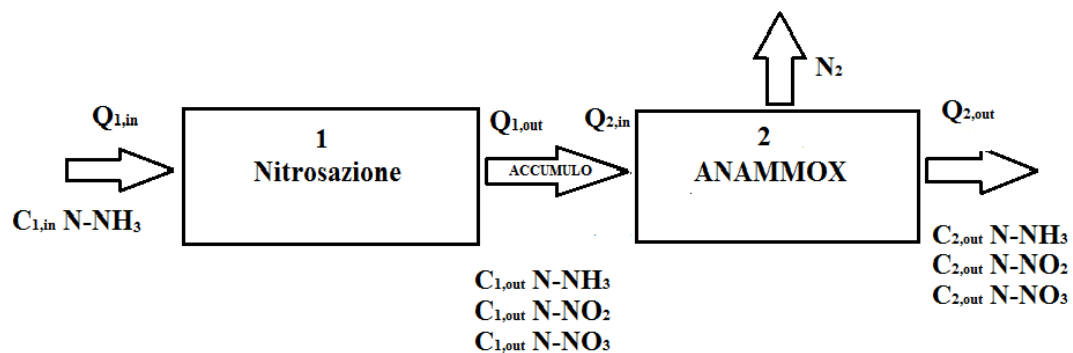 N₂
Q₁,in
1
Nitrosazione
Q₁,out
ACCUMULO
Q₂,in
2
ANAMMOX
Q₂,out
C₁,in N-NH₃
C₁,out N-NH₃
C₁,out N-NO₂
C₁,out N-NO₃
C₂,out N-NH₃
C₂,out N-NO₂
C₂,out N-NO₃